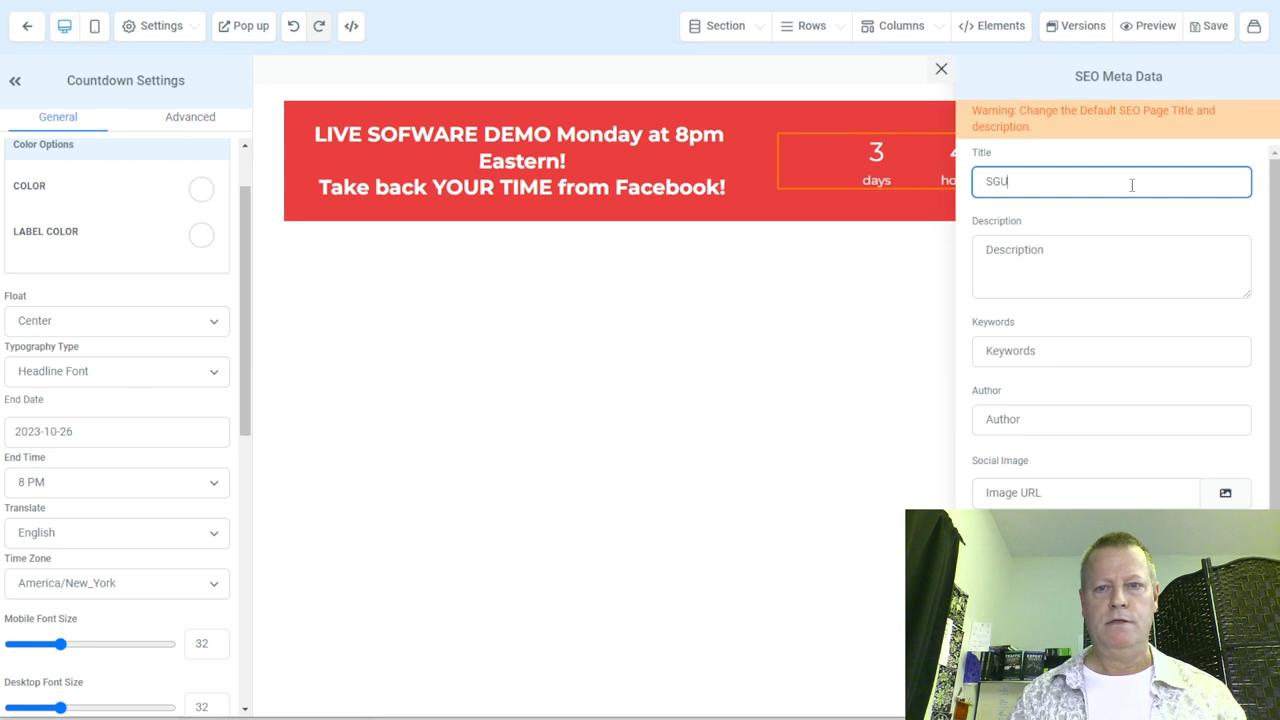 Settings
Pop up
Section
Rows
Columns
</> Elements
Versions
Preview
Save
Countdown Settings
General
Advanced
Color Options
COLOR
LABEL COLOR
Float
Center
Typography Type
Headline Font
End Date
2023-10-26
End Time
8 PM
Translate
English
Time Zone
America/New_York
Mobile Font Size
32
Desktop Font Size
32
LIVE SOFWARE DEMO Monday at 8pm
Eastern!
Take back YOUR TIME from Facebook!
3
days
SEO Meta Data
Warning: Change the Default SEO Page Title and
description.
Title
SGU
Description
Description
Keywords
Keywords
Author
Author
Social Image
Image URL